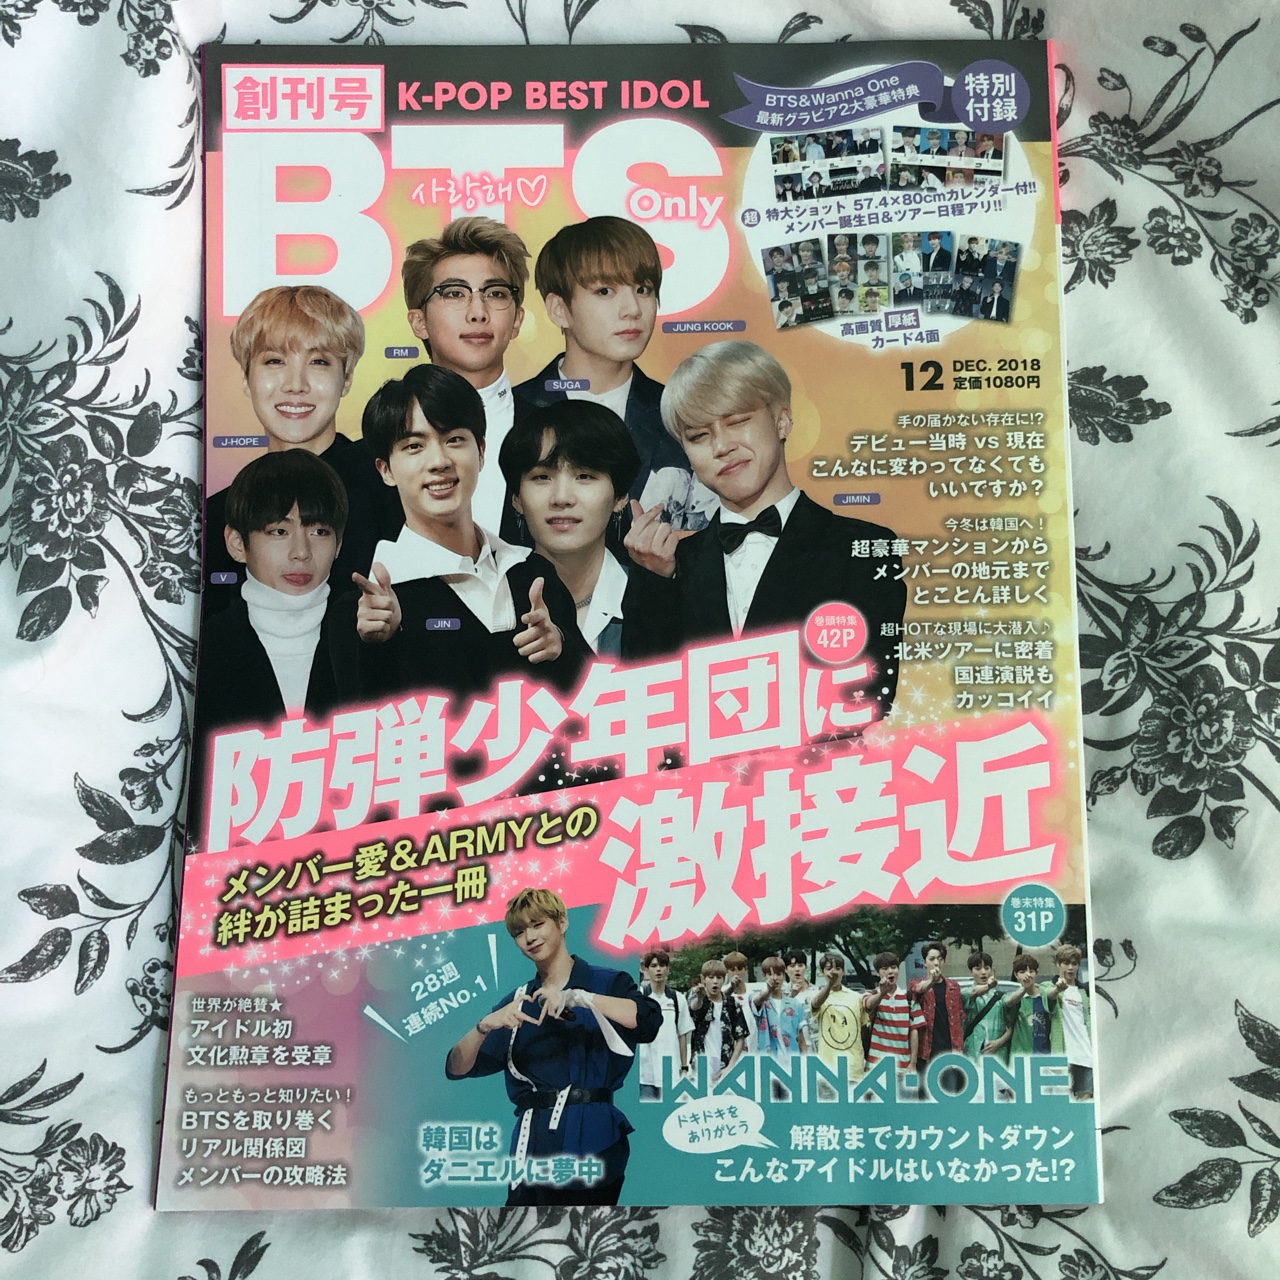 創刊号
K-POP BEST IDOL
BTS
사랑해♡
Only
BTS&Wanna One
最新グラビア2大豪華特典
特別
付録
超 特大ショット 57.4×80cmカレンダー付!!
メンバー誕生日&ツアー日程アリ!!
高画質 厚紙
カード4面
12 DEC. 2018
定価1080円
RM
JUNG KOOK
SUGA
J-HOPE
JIMIN
V
JIN
手の届かない存在に!?
デビュー当時 vs 現在
こんなに変わってなくても
いいですか?
今冬は韓国へ!
超豪華マンションから
メンバーの地元まで
とことん詳しく
超HOTな現場に大潜入♪
北米ツアーに密着
国連演説も
カッコイイ
巻頭特集
42P
防弾少年団に
激接近
メンバー愛&ARMYとの
絆が詰まった一冊
巻末特集
31P
28週
連続No.1
世界が絶賛★
アイドル初
文化勲章を受章
もっともっと知りたい!
BTSを取り巻く
リアル関係図
メンバーの攻略法
韓国は
ダニエルに夢中
WANNA·ONE
ドキドキを
ありがとう
解散までカウントダウン
こんなアイドルはいなかった!?